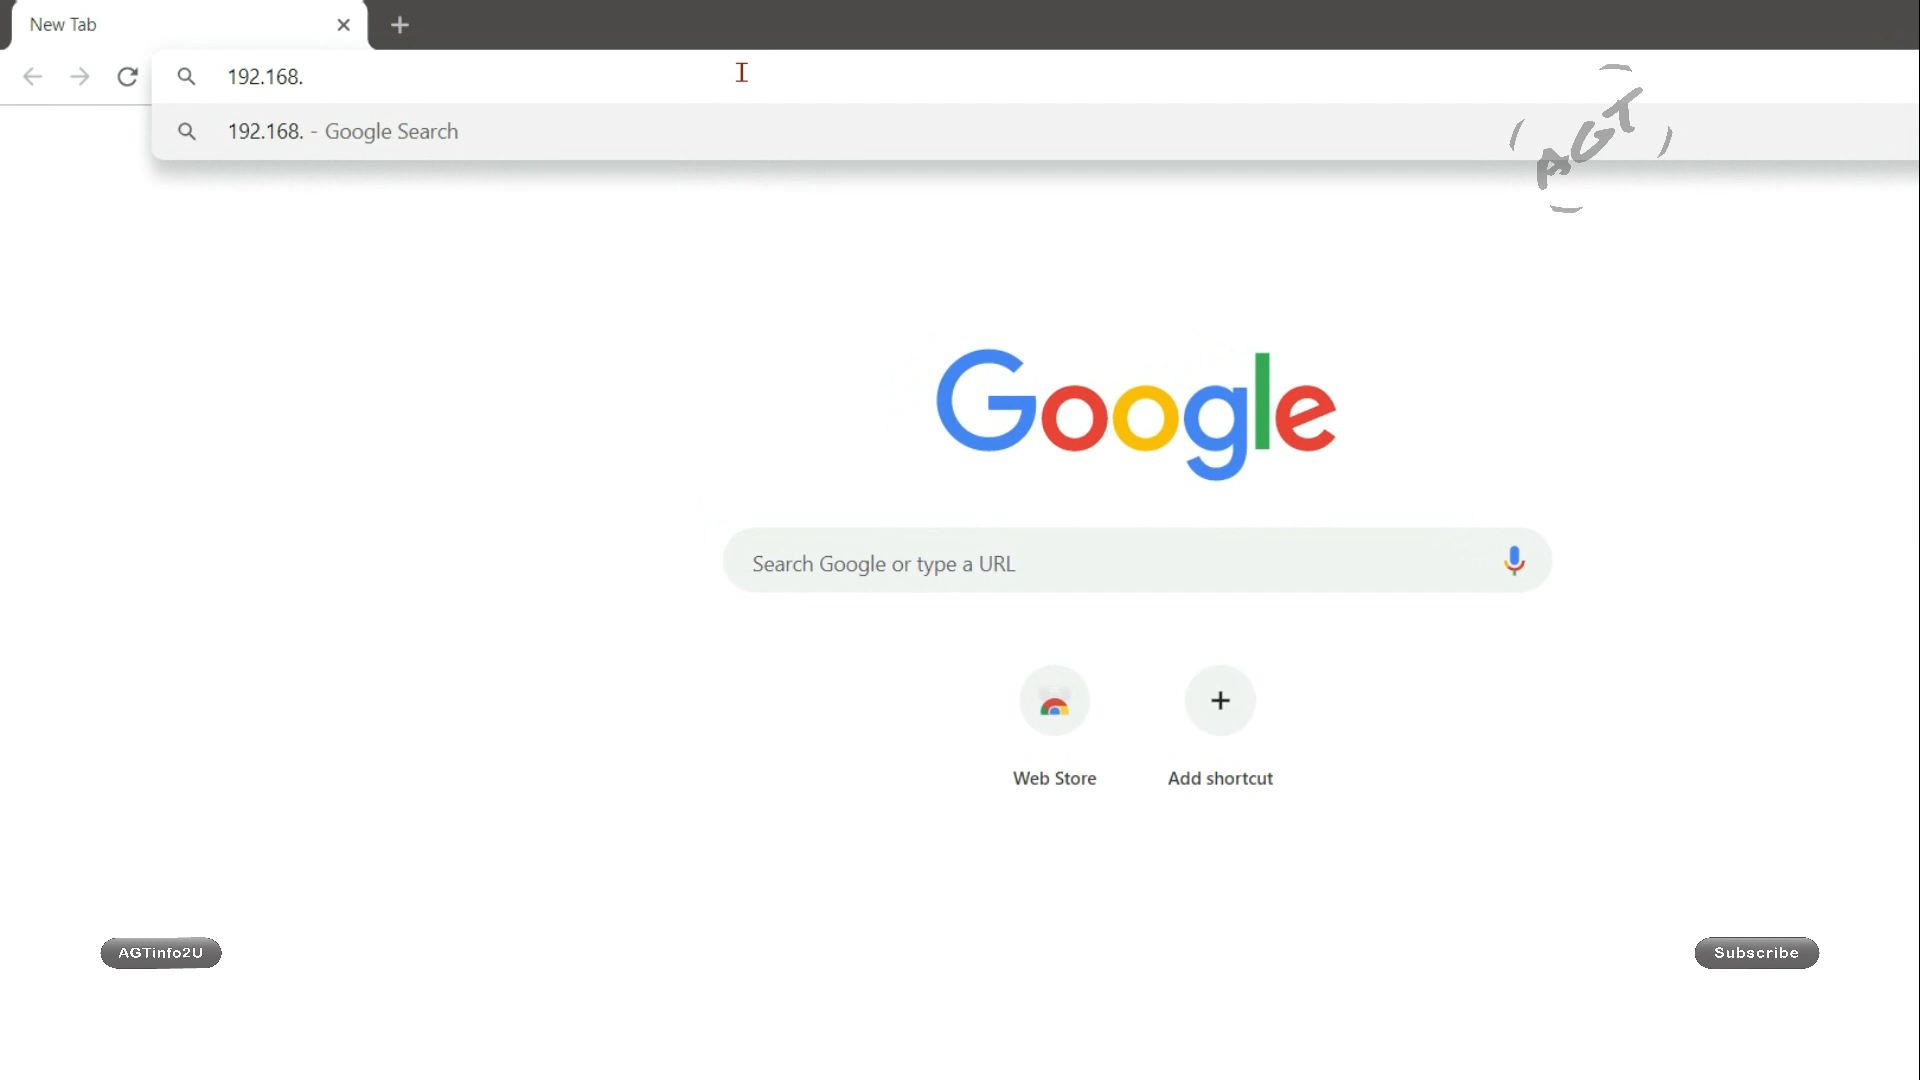 New Tab
192.168.
192.168. - Google Search
AGT
Google
Search Google or type a URL
Web Store
Add shortcut
AGTinfo2U
Subscribe